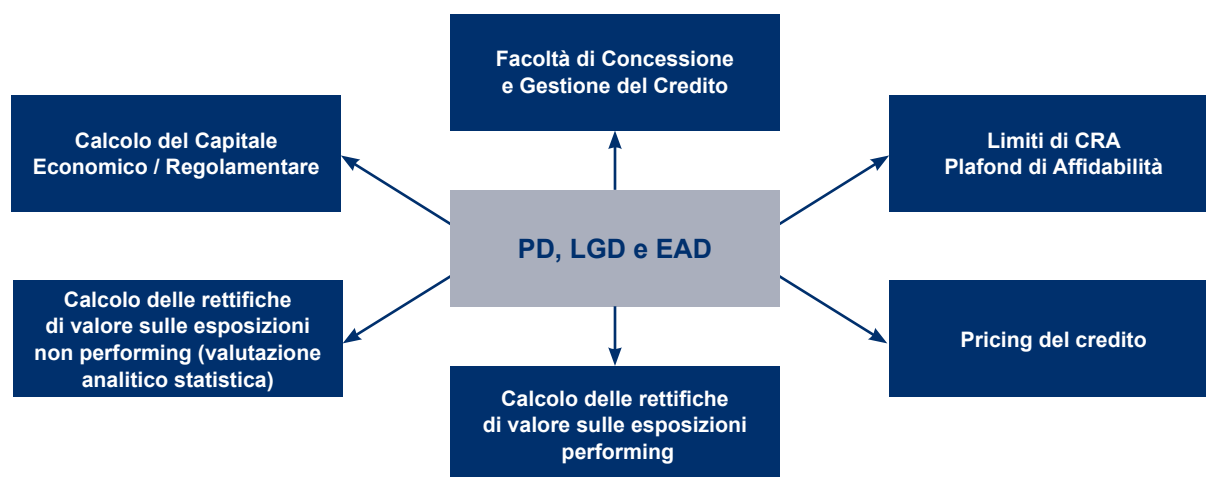 Facoltà di Concessione
e Gestione del Credito
Calcolo del Capitale
Economico / Regolamentare
Limiti di CRA
Plafond di Affidabilità
PD, LGD e EAD
Calcolo delle rettifiche
di valore sulle esposizioni
non performing (valutazione
analitico statistica)
Pricing del credito
Calcolo delle rettifiche
di valore sulle esposizioni
performing